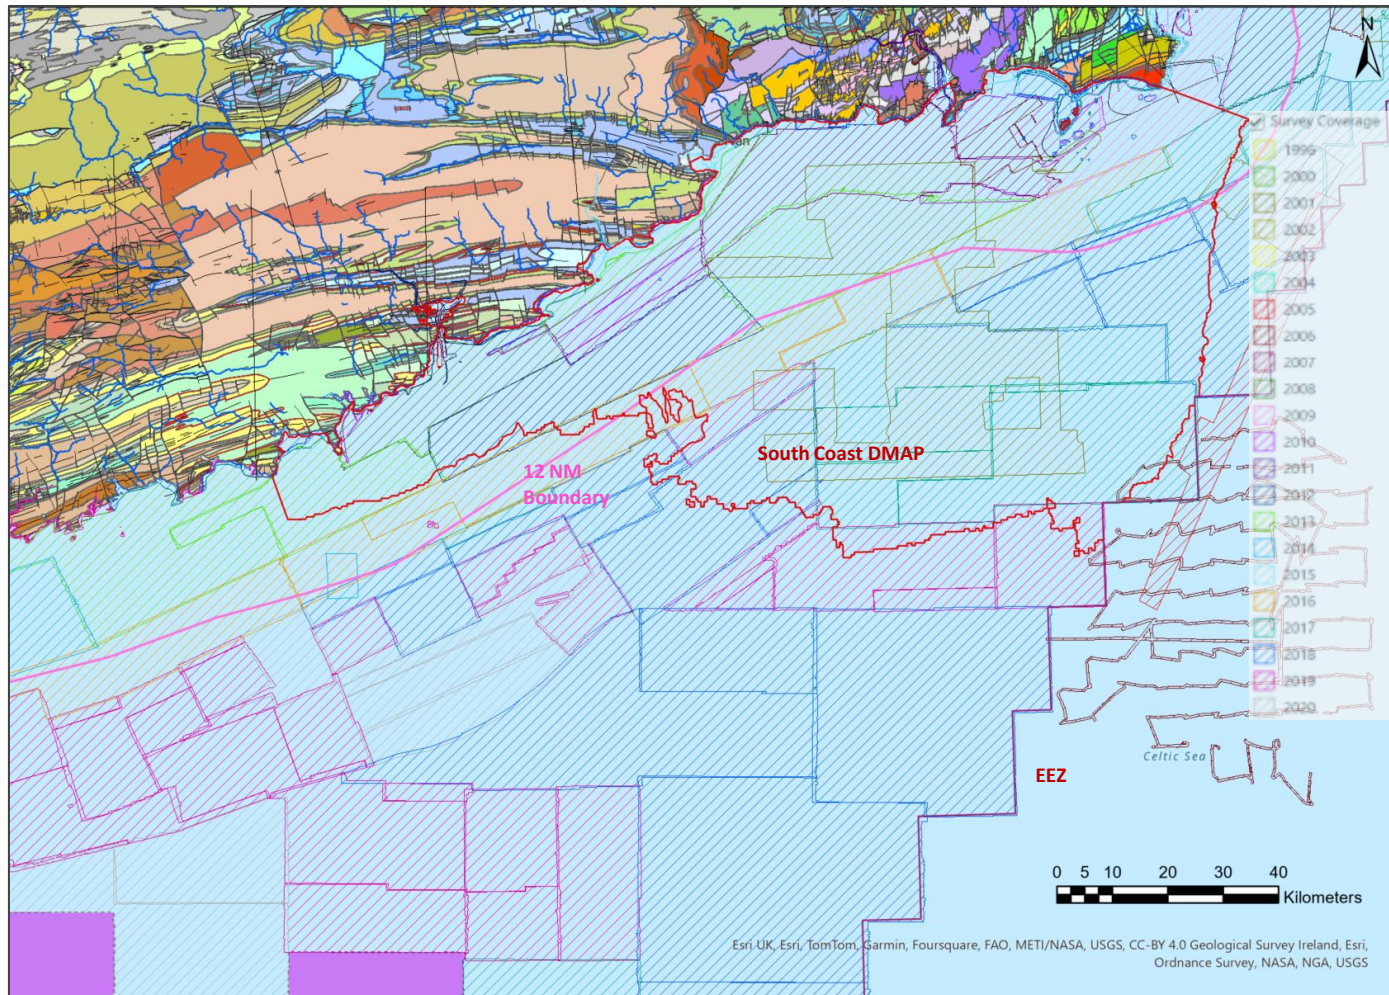 N
Survey Coverage
1996
2000
2001
2002
2003
2004
2005
2006
2007
2008
2009
2010
2011
2012
2013
2014
2015
2016
2017
2018
2019
2020
South Coast DMAP
12 NM
Boundary
Celtic Sea
EEZ
0 5 10 20 30 40
Kilometers
Esri UK, Esri, TomTom, Garmin, Foursquare, FAO, METI/NASA, USGS, CC-BY 4.0 Geological Survey Ireland, Esri,
Ordnance Survey, NASA, NGA, USGS